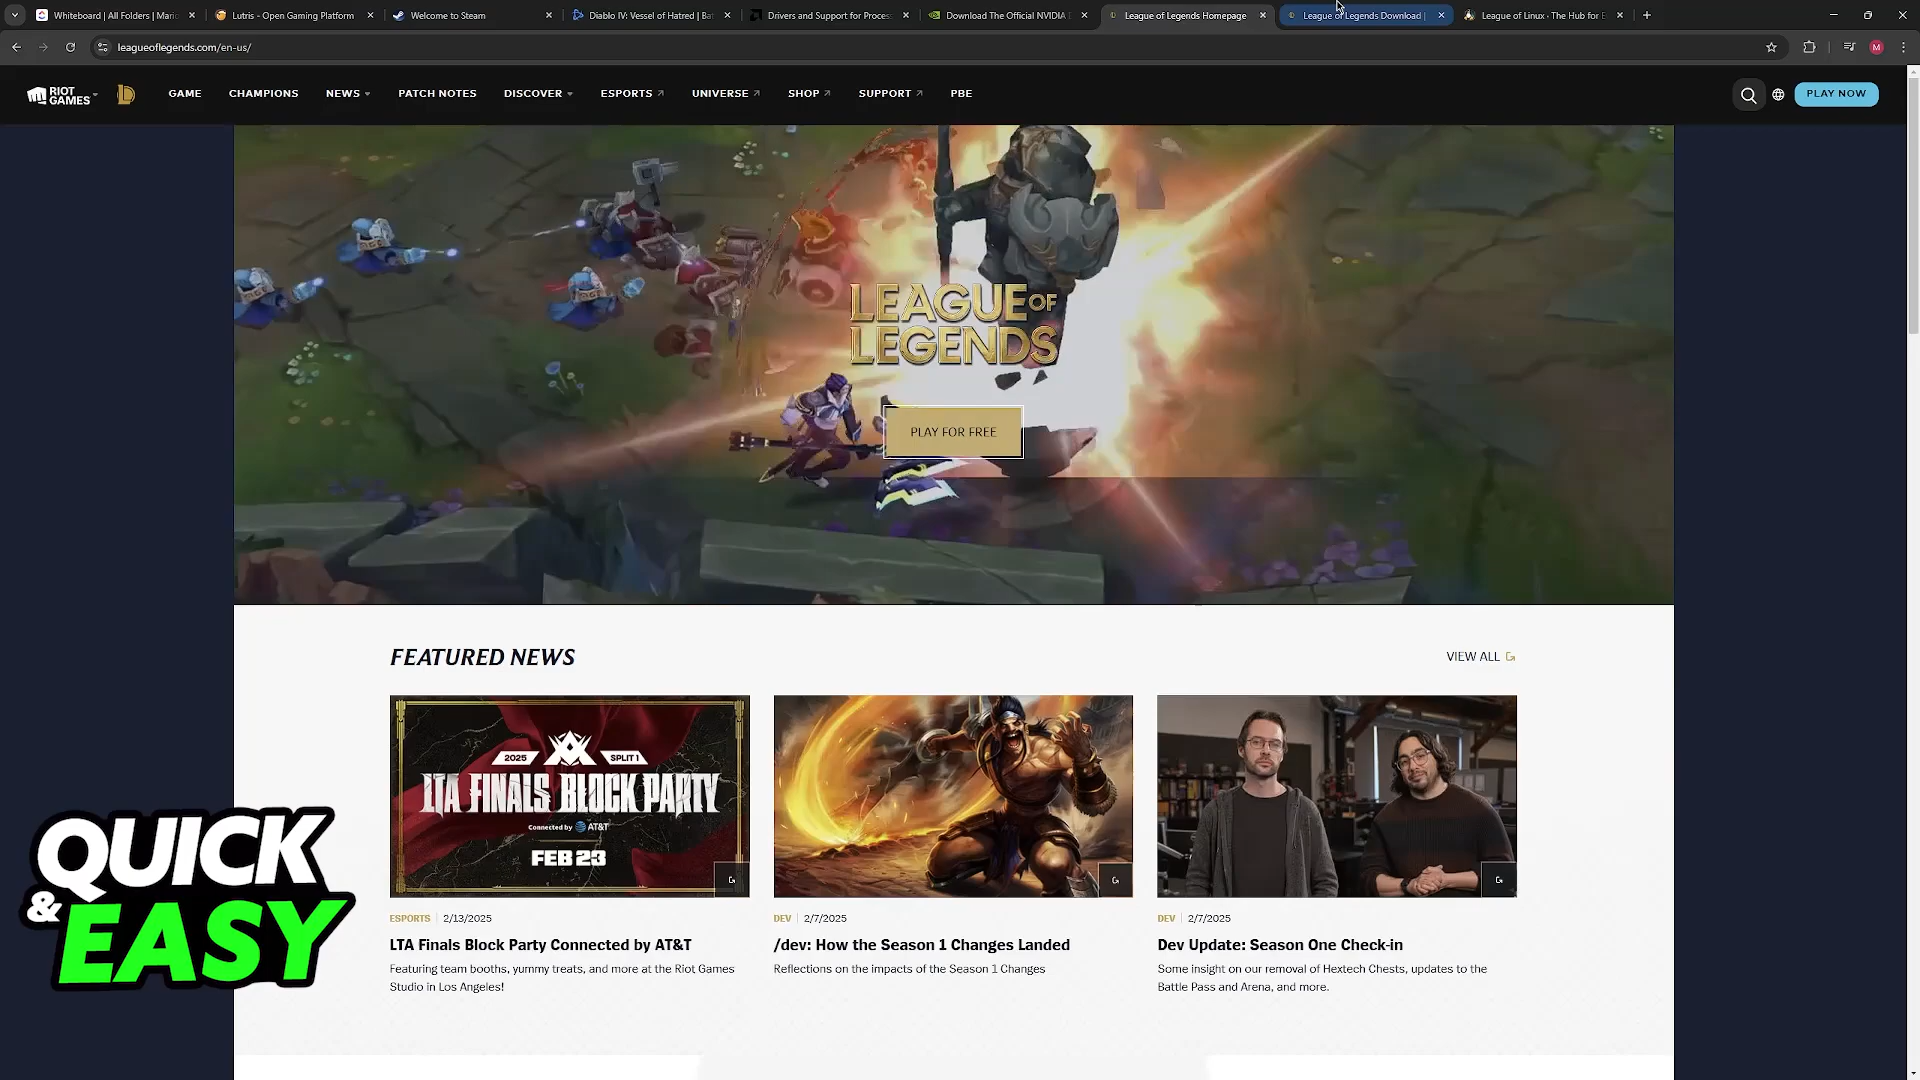 Whiteboard | All Folders | Mario
Lutris - Open Gaming Platform
Welcome to Steam
Diablo IV: Vessel of Hatred | Bat
Drivers and Support for Process
Download The Official NVIDIA
League of Legends Homepage
League of Legends Download |
League of Linux · The Hub for E
leagueoflegends.com/en-us/
M
RIOT GAMES
GAME
CHAMPIONS
NEWS
PATCH NOTES
DISCOVER
ESPORTS
UNIVERSE
SHOP
SUPPORT
PBE
PLAY NOW
LEAGUE OF
LEGENDS
PLAY FOR FREE
FEATURED NEWS
VIEW ALL
2025
SPLIT 1
LTA FINALS BLOCK PARTY
Connected by AT&T
FEB 23
ESPORTS | 2/13/2025
LTA Finals Block Party Connected by AT&T
Featuring team booths, yummy treats, and more at the Riot Games
Studio in Los Angeles!
DEV | 2/7/2025
/dev: How the Season 1 Changes Landed
Reflections on the impacts of the Season 1 Changes
DEV | 2/7/2025
Dev Update: Season One Check-in
Some insight on our removal of Hextech Chests, updates to the
Battle Pass and Arena, and more.
QUICK
& EASY